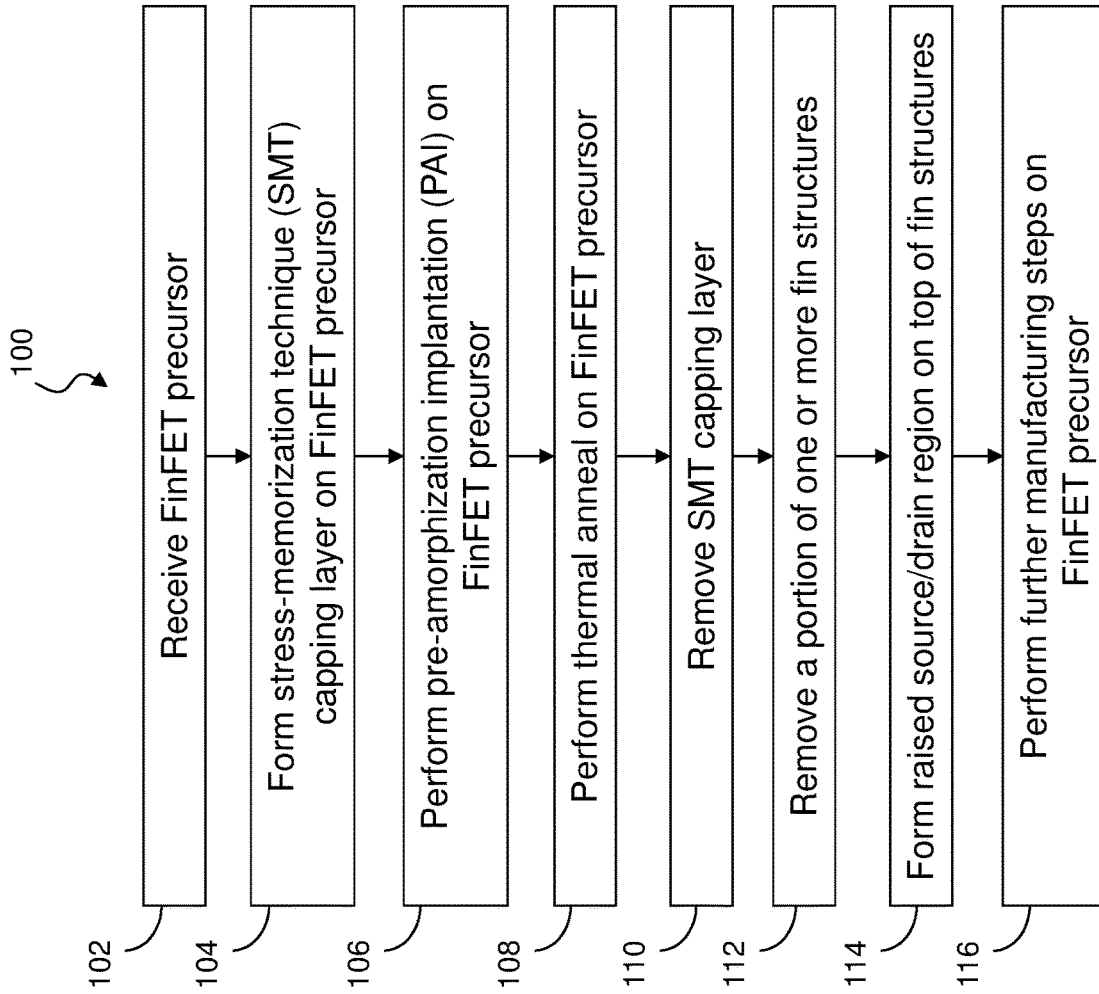 100
102
Receive FinFET precursor
104
Form stress-memorization technique (SMT)
capping layer on FinFET precursor
106
Perform pre-amorphization implantation (PAI) on
FinFET precursor
108
Perform thermal anneal on FinFET precursor
110
Remove SMT capping layer
112
Remove a portion of one or more fin structures
114
Form raised source/drain region on top of fin structures
116
Perform further manufacturing steps on
FinFET precursor